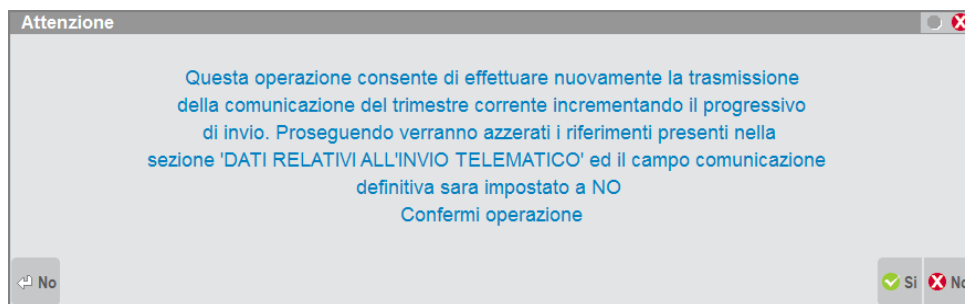 Attenzione
Questa operazione consente di effettuare nuovamente la trasmissione
della comunicazione del trimestre corrente incrementando il progressivo
di invio. Proseguendo verranno azzerati i riferimenti presenti nella
sezione 'DATI RELATIVI ALL'INVIO TELEMATICO' ed il campo comunicazione
definitiva sara impostato a NO
Confermi operazione
No Si No